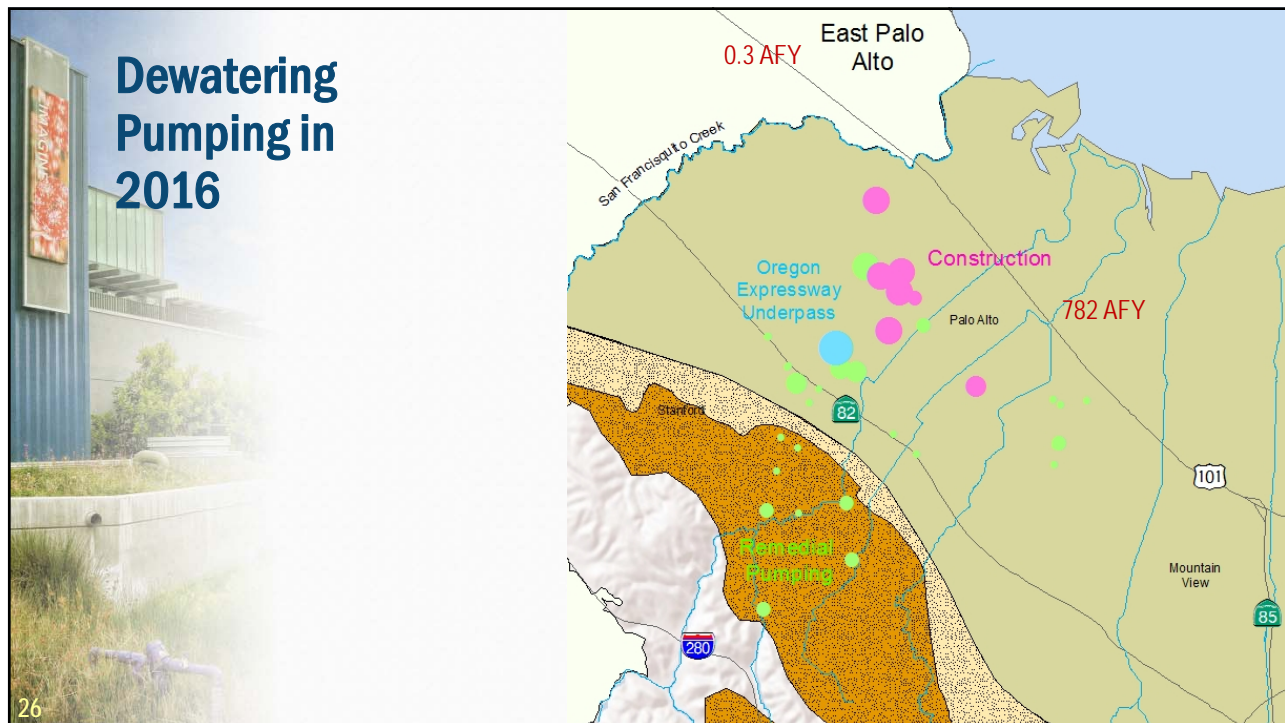 Dewatering
Pumping in
2016
IMAGINE
26
East Palo
Alto
0.3 AFY
San Francisquito Creek
Construction
Oregon
Expressway
Underpass
782 AFY
Palo Alto
Stanford
82
101
Remedial
Pumping
Mountain
View
85
280